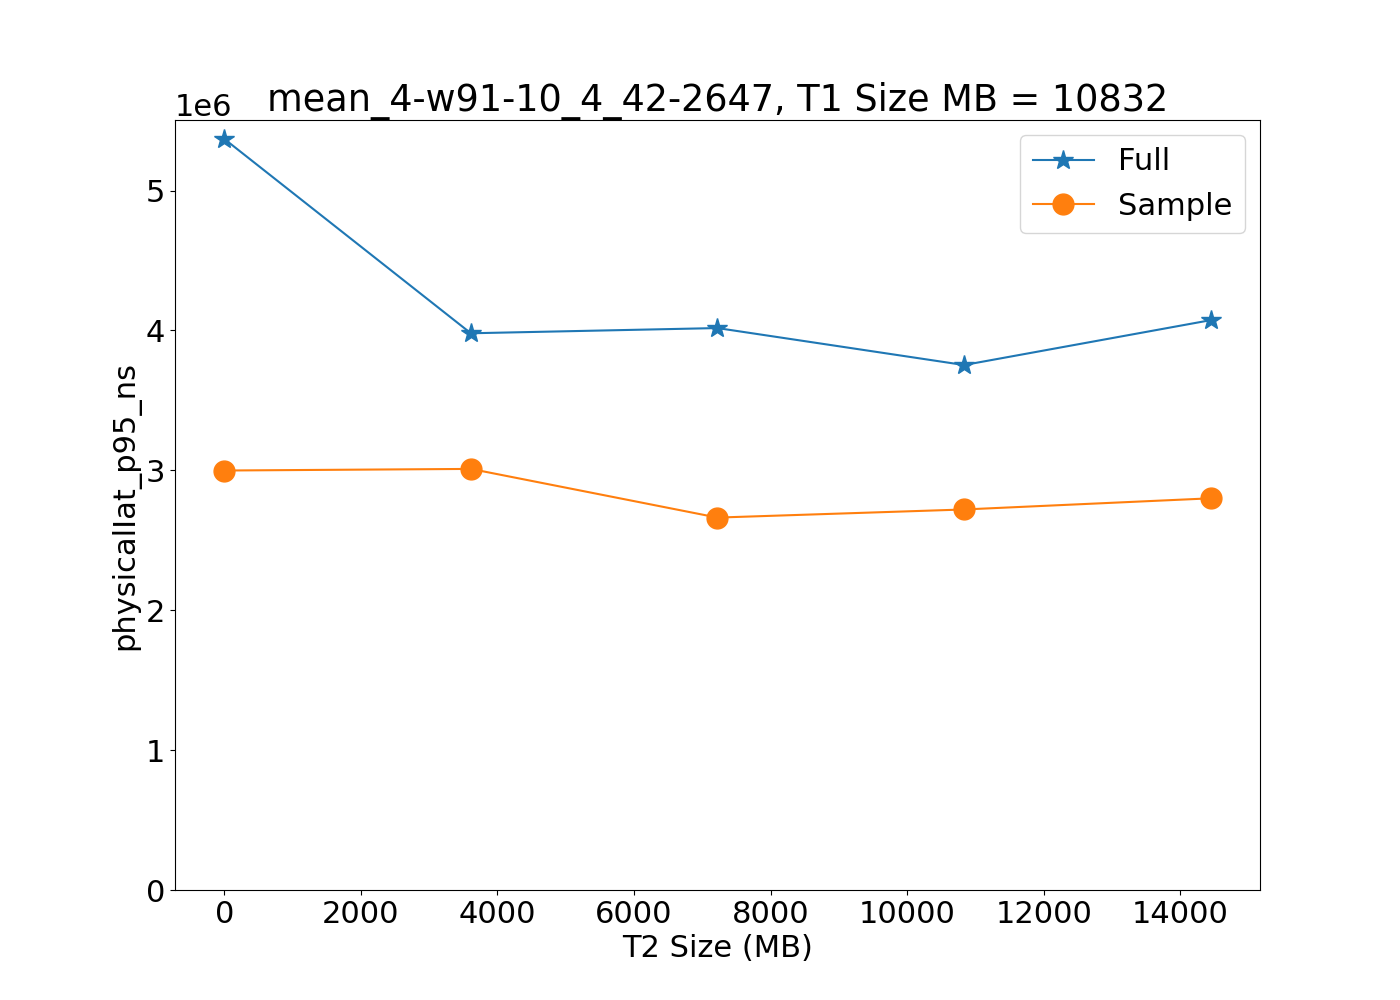 mean_4-w91-10_4_42-2647, T1 Size MB = 10832
1e6
Full
Sample
5
4
3
2
1
0
physicallat_p95_ns
0 2000 4000 6000 8000 10000 12000 14000
T2 Size (MB)